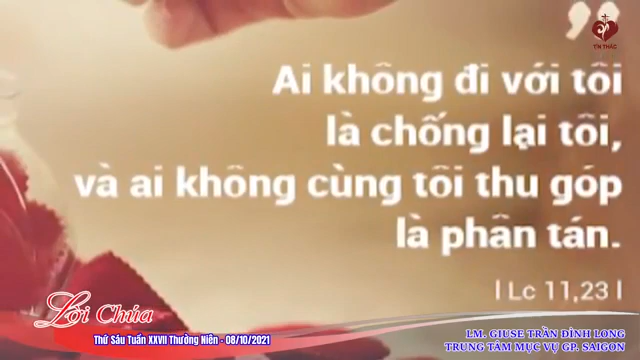 TÍN THÁC
Ai không đi với tôi
là chống lại tôi,
và ai không cùng tôi thu góp
là phân tán.
| Lc 11,23 |
Lời Chúa
Thứ Sáu Tuần XXVII Thường Niên - 08/10/2021
LM. GIUSE TRẦN ĐÌNH LONG
TRUNG TÂM MỤC VỤ GP. SAIGON